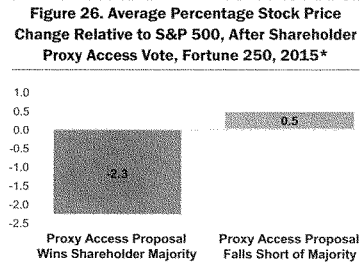 Figure 26. Average Percentage Stock Price
Change Relative to S&P 500, After Shareholder
Proxy Access Vote, Fortune 250, 2015*
1.0
0.5
0.0
-0.5
-1.0
-1.5
-2.0
-2.5
-2.3
0.5
Proxy Access Proposal
Wins Shareholder Majority
Proxy Access Proposal
Falls Short of Majority